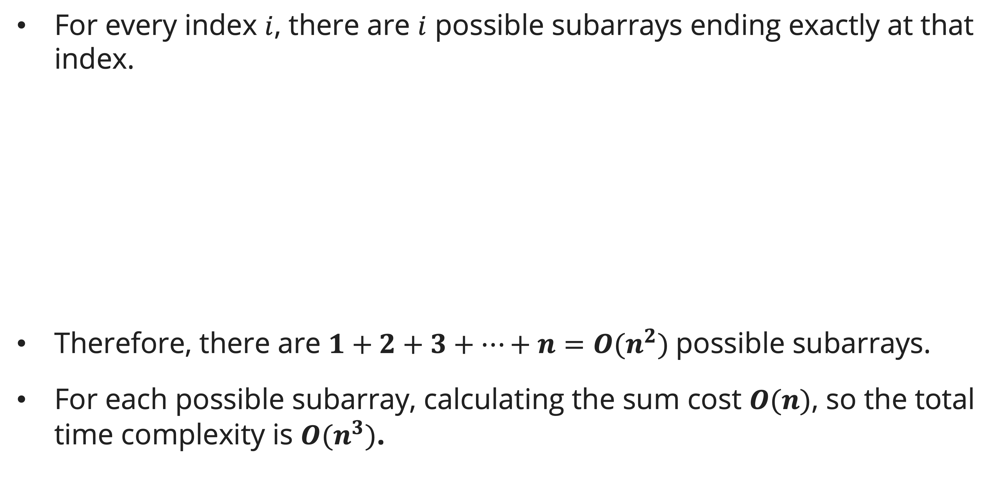 • For every index i, there are i possible subarrays ending exactly at that
index.
• Therefore, there are 1 + 2 + 3 + ⋯ + n = O(n²) possible subarrays.
• For each possible subarray, calculating the sum cost O(n), so the total
time complexity is O(n³).